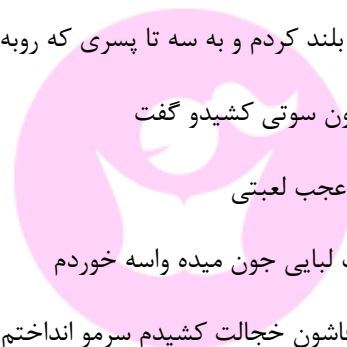 بلند کردم و به سه تا پسری که روبه
ون سوتی کشیدو گفت
عجب لعبتی
لبایی جون میده واسه خوردم
خجالت کشیدم سرمو انداختم